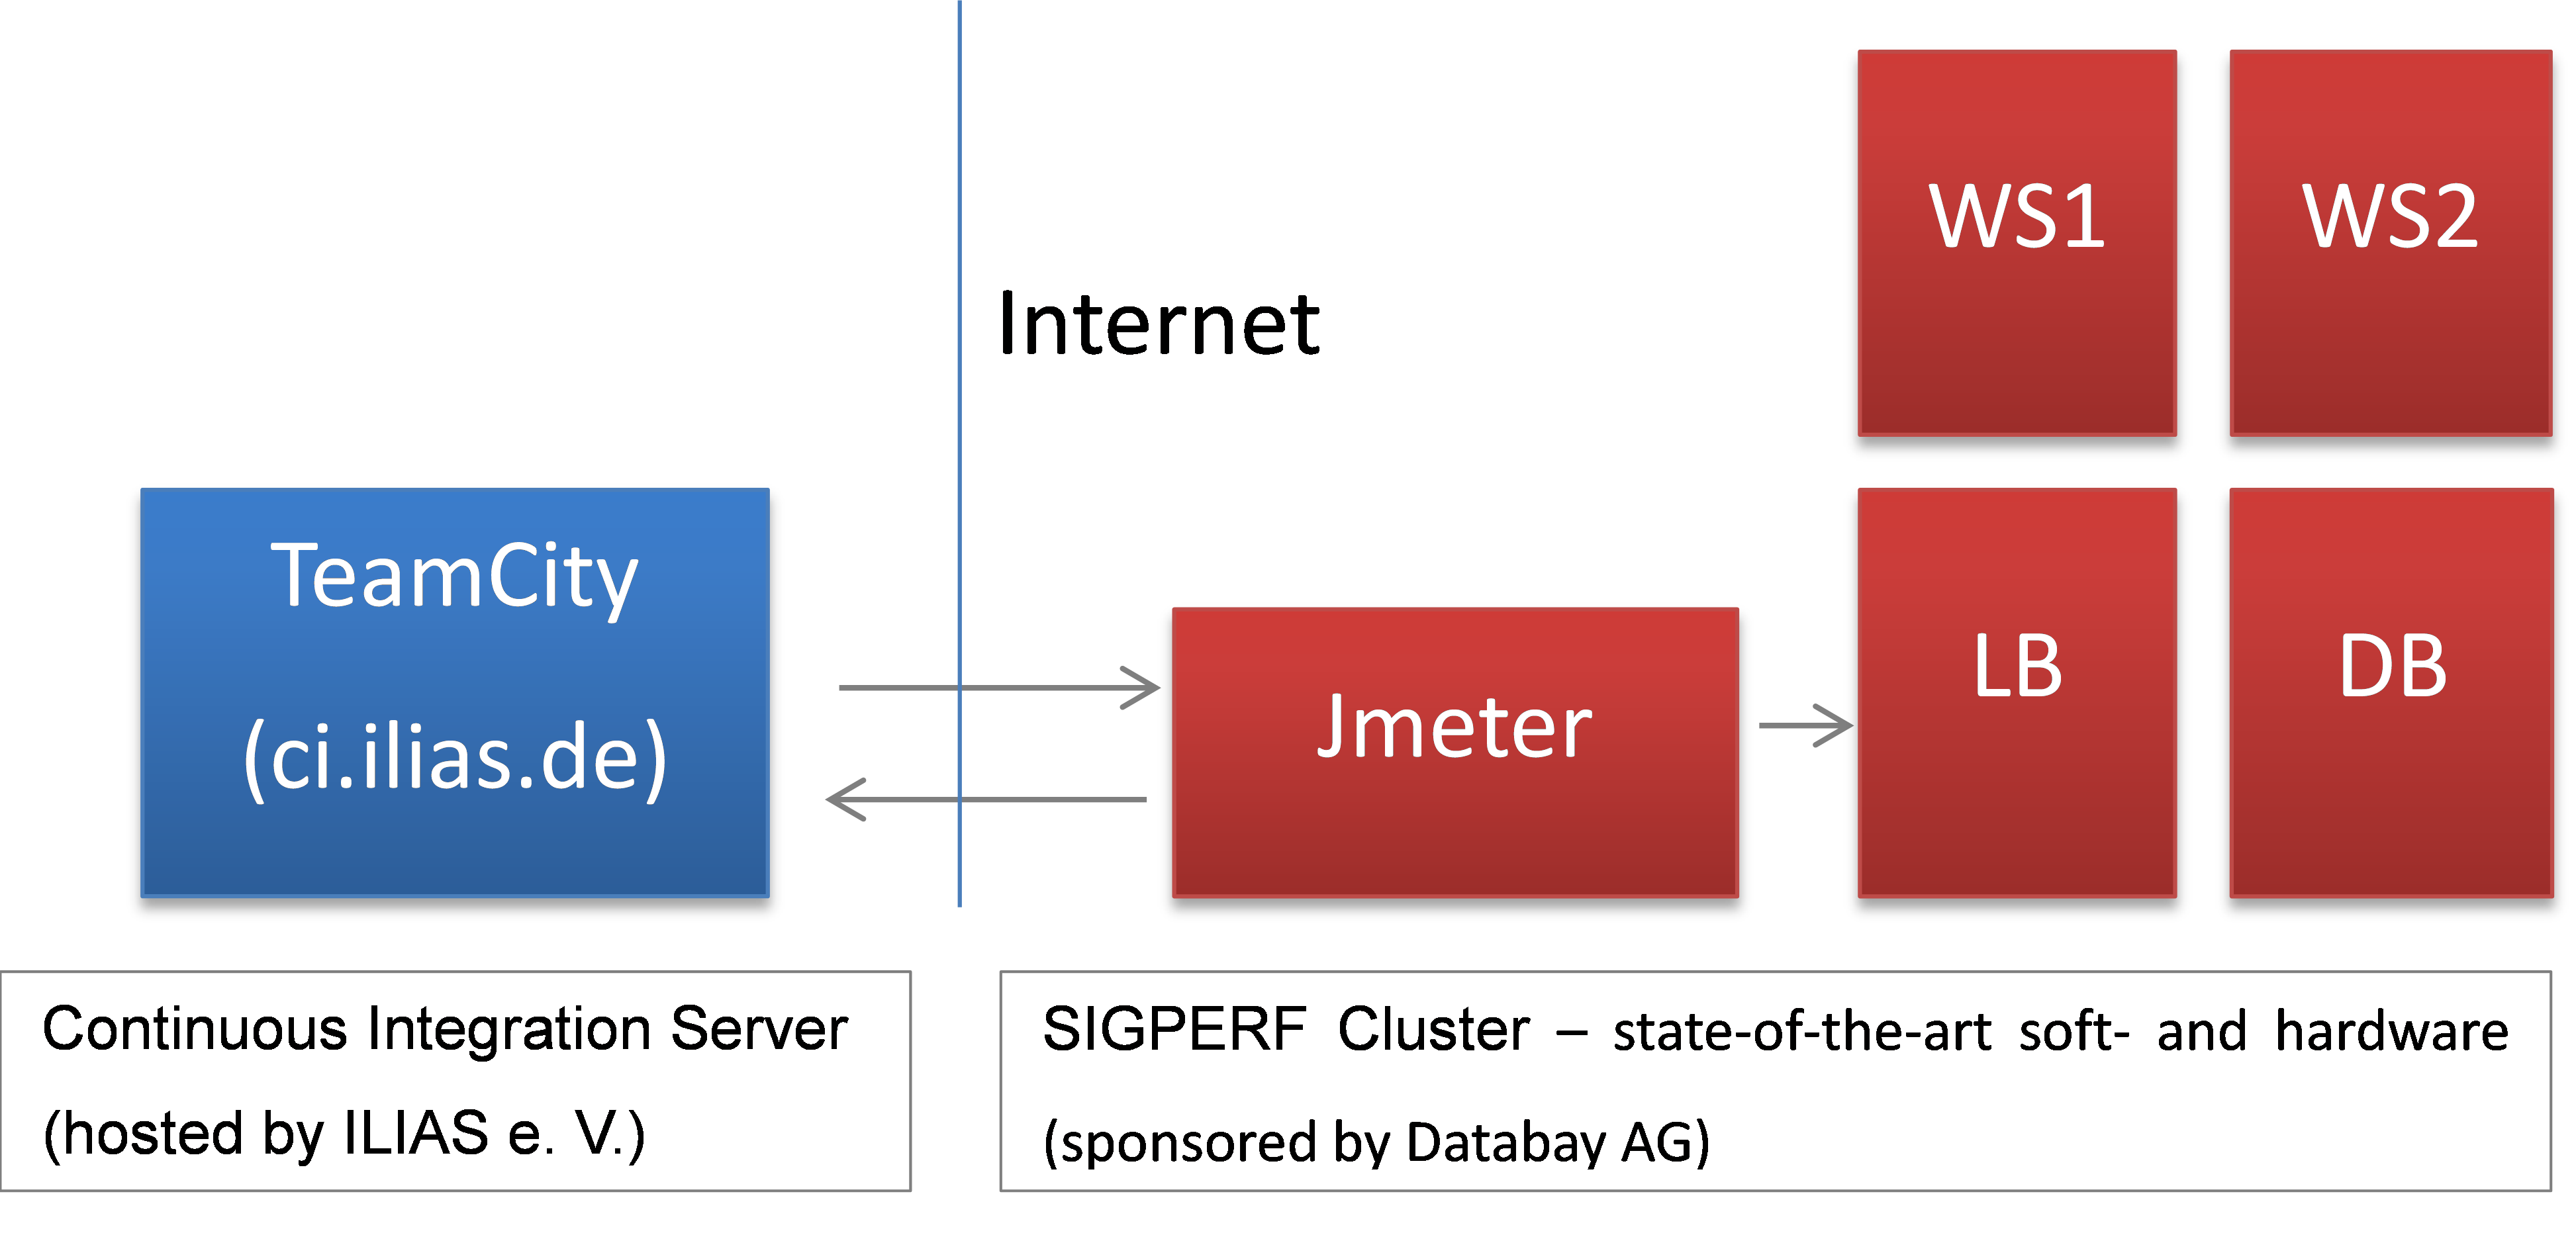 WS1
WS2
Internet
TeamCity
(ci.ilias.de)
Jmeter
LB
DB
Continuous Integration Server
(hosted by ILIAS e. V.)
SIGPERF Cluster – state-of-the-art soft- and hardware
(sponsored by Databay AG)